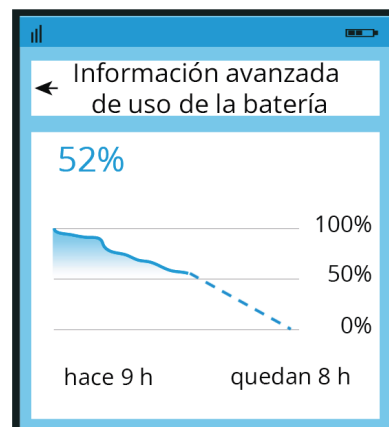 Información avanzada
de uso de la batería
52%
100%
50%
0%
hace 9 h quedan 8 h